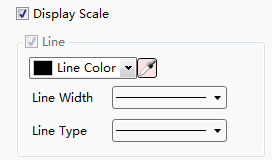 Display Scale
Line
Line Color
Line Width
Line Type